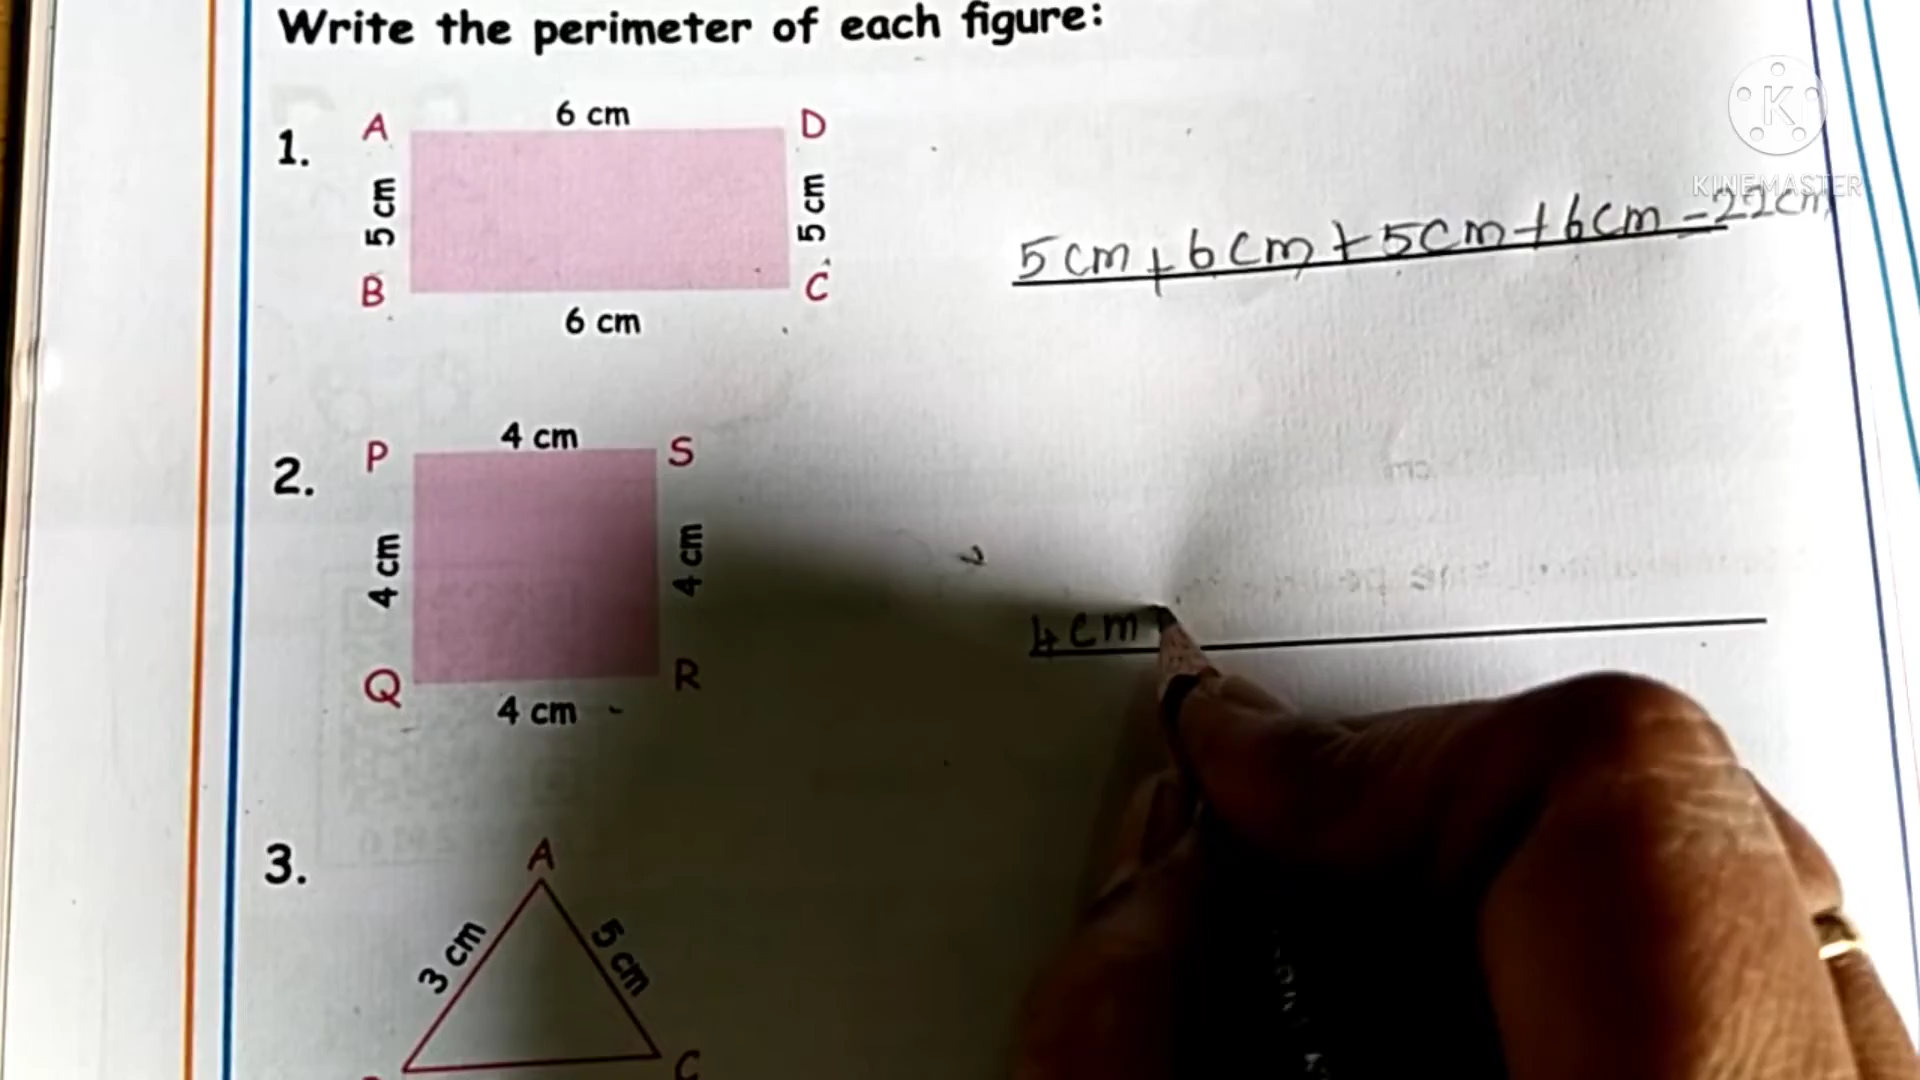 Write the perimeter of each figure:
1.
A
6 cm
D
5 cm
5 cm
B
6 cm
C
5cm+6cm+5cm+6cm=22cm
KINEMASTER
2.
P
4 cm
S
4 cm
4 cm
Q
4 cm
R
4cm
3.
A
3 cm
5 cm
C